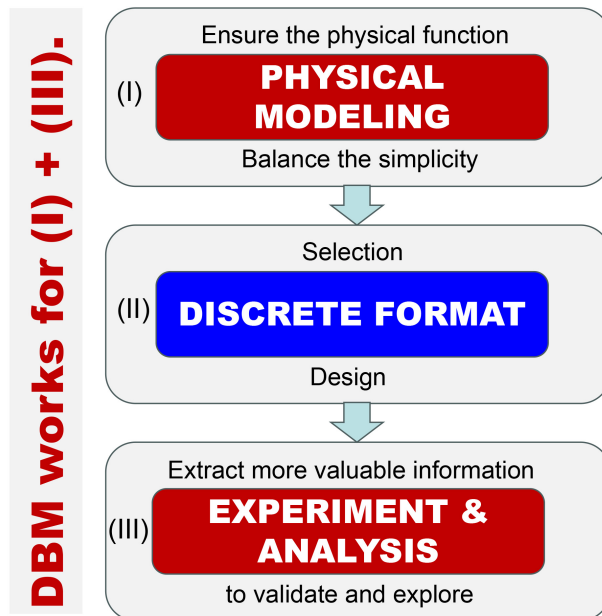 DBM works for (I) + (III).
Ensure the physical function
(I)
PHYSICAL
MODELING
Balance the simplicity
Selection
(II)
DISCRETE FORMAT
Design
Extract more valuable information
(III)
EXPERIMENT &
ANALYSIS
to validate and explore